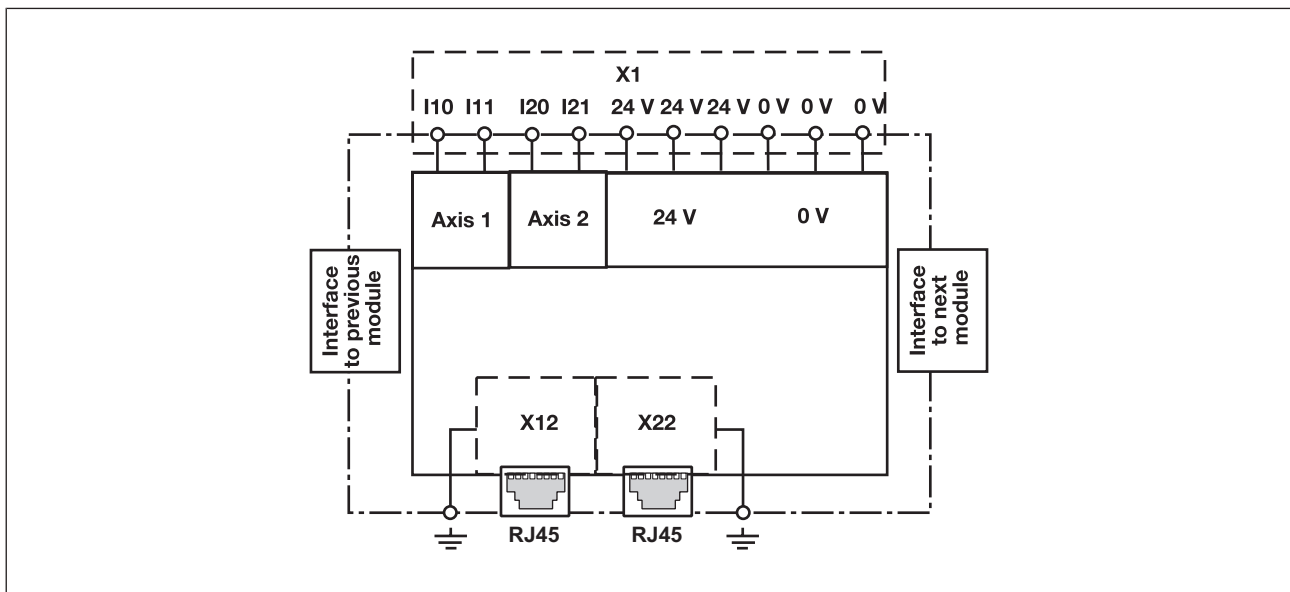 X1
I10 I11 I20 I21 24 V 24 V 24 V 0 V 0 V 0 V
Axis 1 Axis 2 24 V 0 V
Interface
to previous
module
Interface
to next
module
X12 X22
RJ45 RJ45